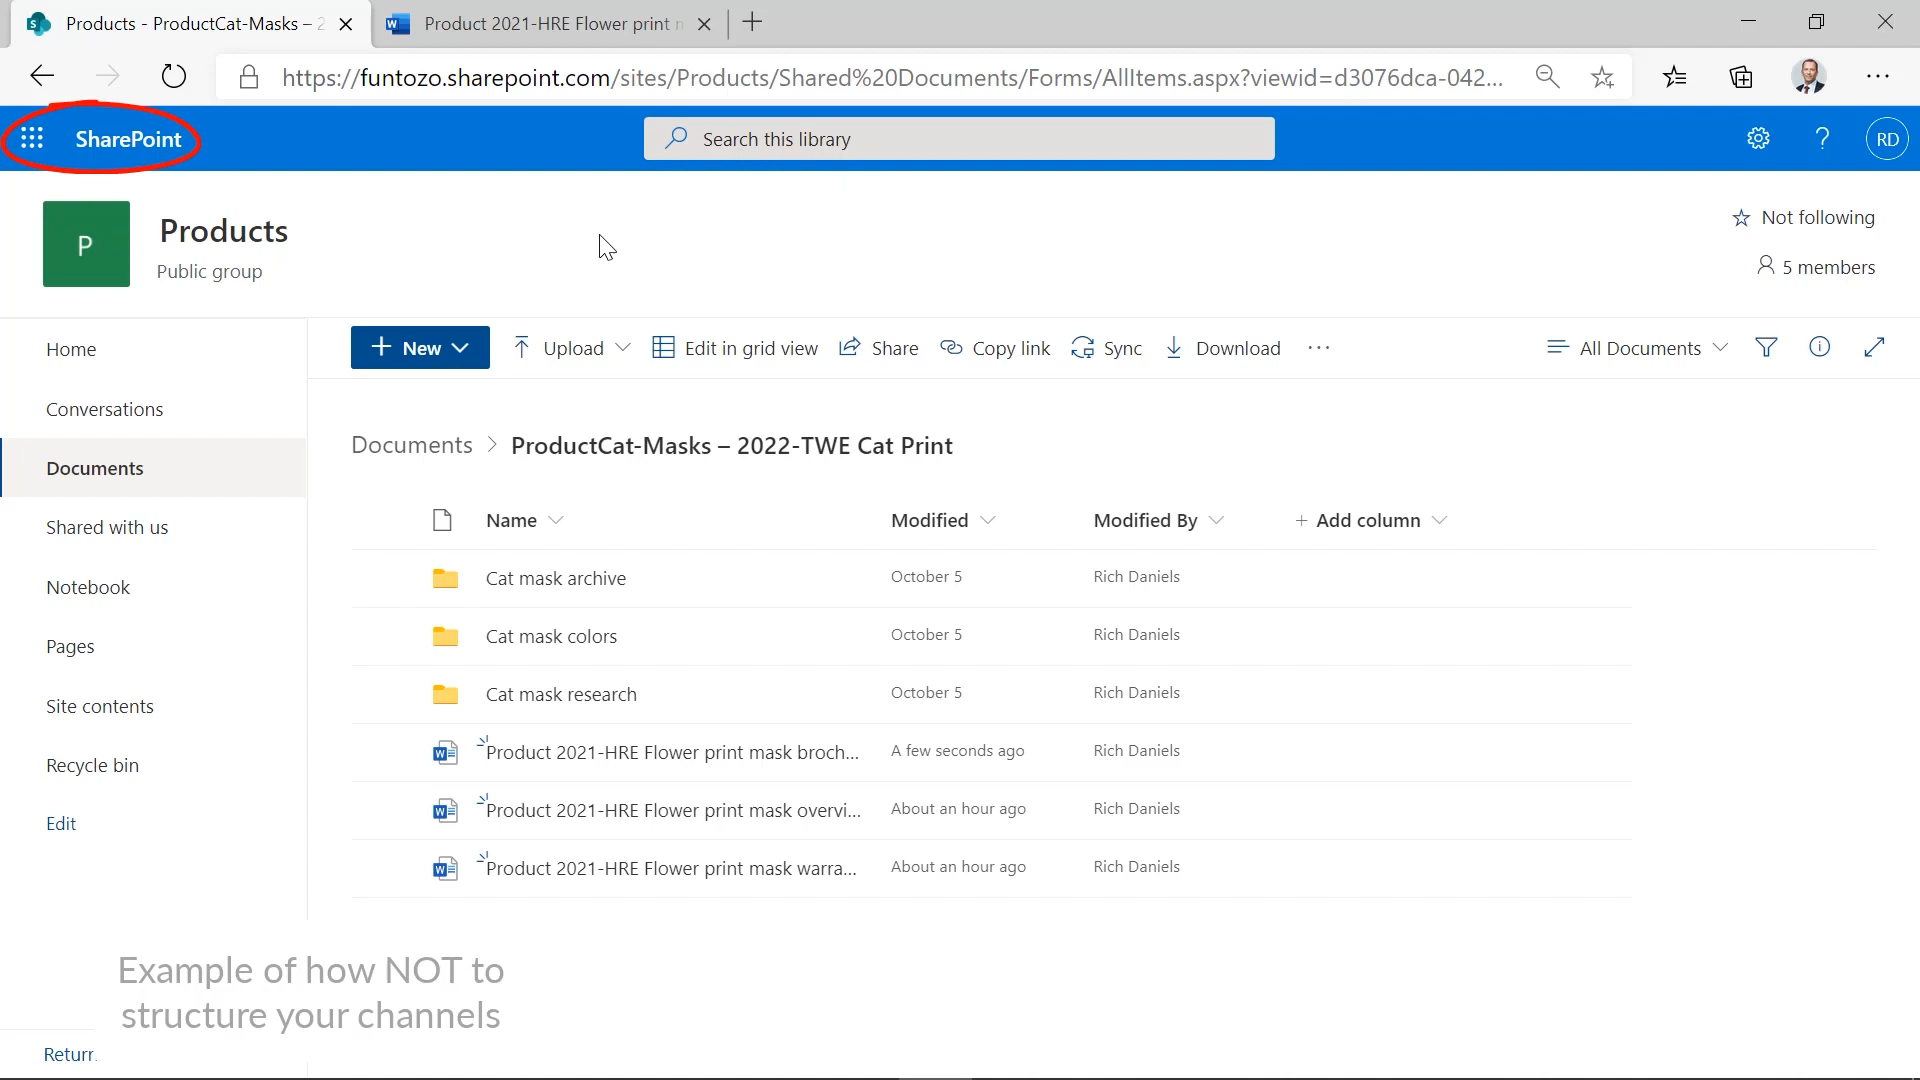 Products - ProductCat-Masks – 2
Product 2021-HRE Flower print m
https://funtozo.sharepoint.com/sites/Products/Shared%20Documents/Forms/AllItems.aspx?viewid=d3076dca-042...
SharePoint
Search this library
RD
P
Products
Public group
Not following
5 members
Home
Conversations
Documents
Shared with us
Notebook
Pages
Site contents
Recycle bin
Edit
New
Upload
Edit in grid view
Share
Copy link
Sync
Download
All Documents
Documents > ProductCat-Masks – 2022-TWE Cat Print
Name Modified Modified By + Add column
Cat mask archive October 5 Rich Daniels
Cat mask colors October 5 Rich Daniels
Cat mask research October 5 Rich Daniels
Product 2021-HRE Flower print mask broch... A few seconds ago Rich Daniels
Product 2021-HRE Flower print mask overvi... About an hour ago Rich Daniels
Product 2021-HRE Flower print mask warra... About an hour ago Rich Daniels
Example of how NOT to
structure your channels
Return